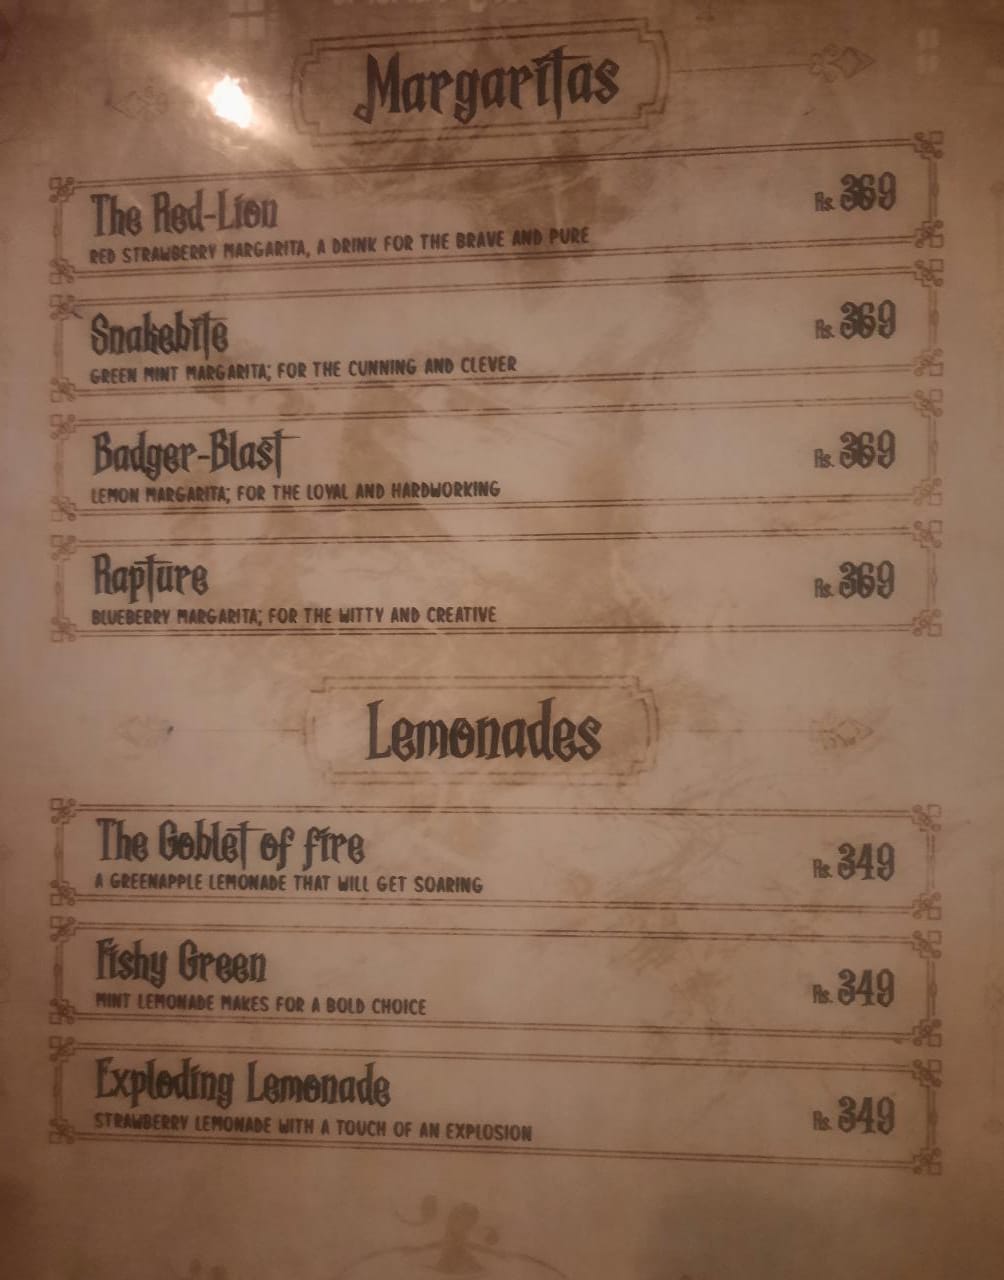 Margaritas
The Red-Lion
Rs. 369
RED STRAWBERRY MARGARITA, A DRINK FOR THE BRAVE AND PURE
Snakebite
Rs. 369
GREEN MINT MARGARITA; FOR THE CUNNING AND CLEVER
Badger-Blast
Rs. 369
LEMON MARGARITA; FOR THE LOYAL AND HARDWORKING
Rapture
Rs. 369
BLUEBERRY MARGARITA; FOR THE WITTY AND CREATIVE
Lemonades
The Goblet of fire
Rs. 349
A GREENAPPLE LEMONADE THAT WILL GET SOARING
Fishy Green
Rs. 349
MINT LEMONADE MAKES FOR A BOLD CHOICE
Exploding Lemonade
Rs. 349
STRAWBERRY LEMONADE WITH A TOUCH OF AN EXPLOSION